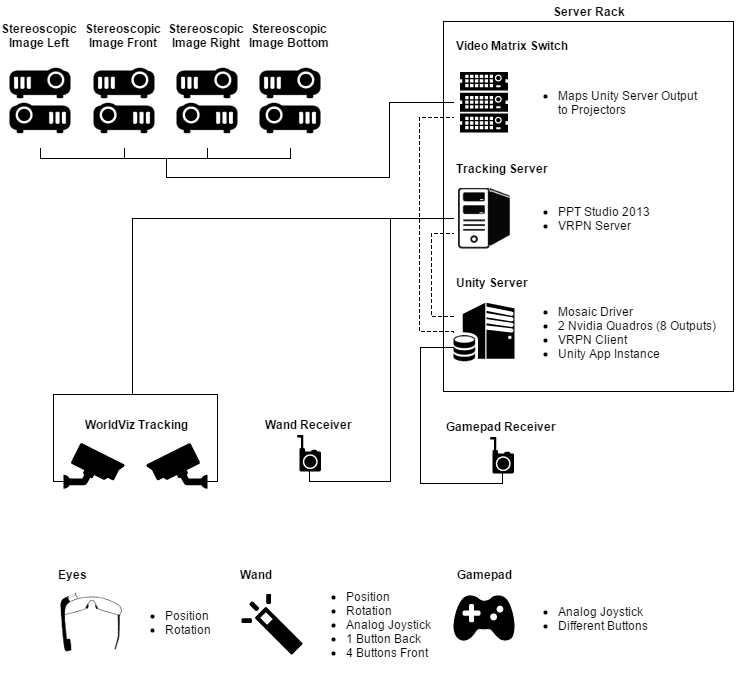 Server Rack
Stereoscopic
Image Left
Stereoscopic
Image Front
Stereoscopic
Image Right
Stereoscopic
Image Bottom
Video Matrix Switch
• Maps Unity Server Output
to Projectors
Tracking Server
• PPT Studio 2013
• VRPN Server
Unity Server
• Mosaic Driver
• 2 Nvidia Quadros (8 Outputs)
• VRPN Client
• Unity App Instance
WorldViz Tracking
Wand Receiver
Gamepad Receiver
Eyes
• Position
• Rotation
Wand
• Position
• Rotation
• Analog Joystick
• 1 Button Back
• 4 Buttons Front
Gamepad
• Analog Joystick
• Different Buttons